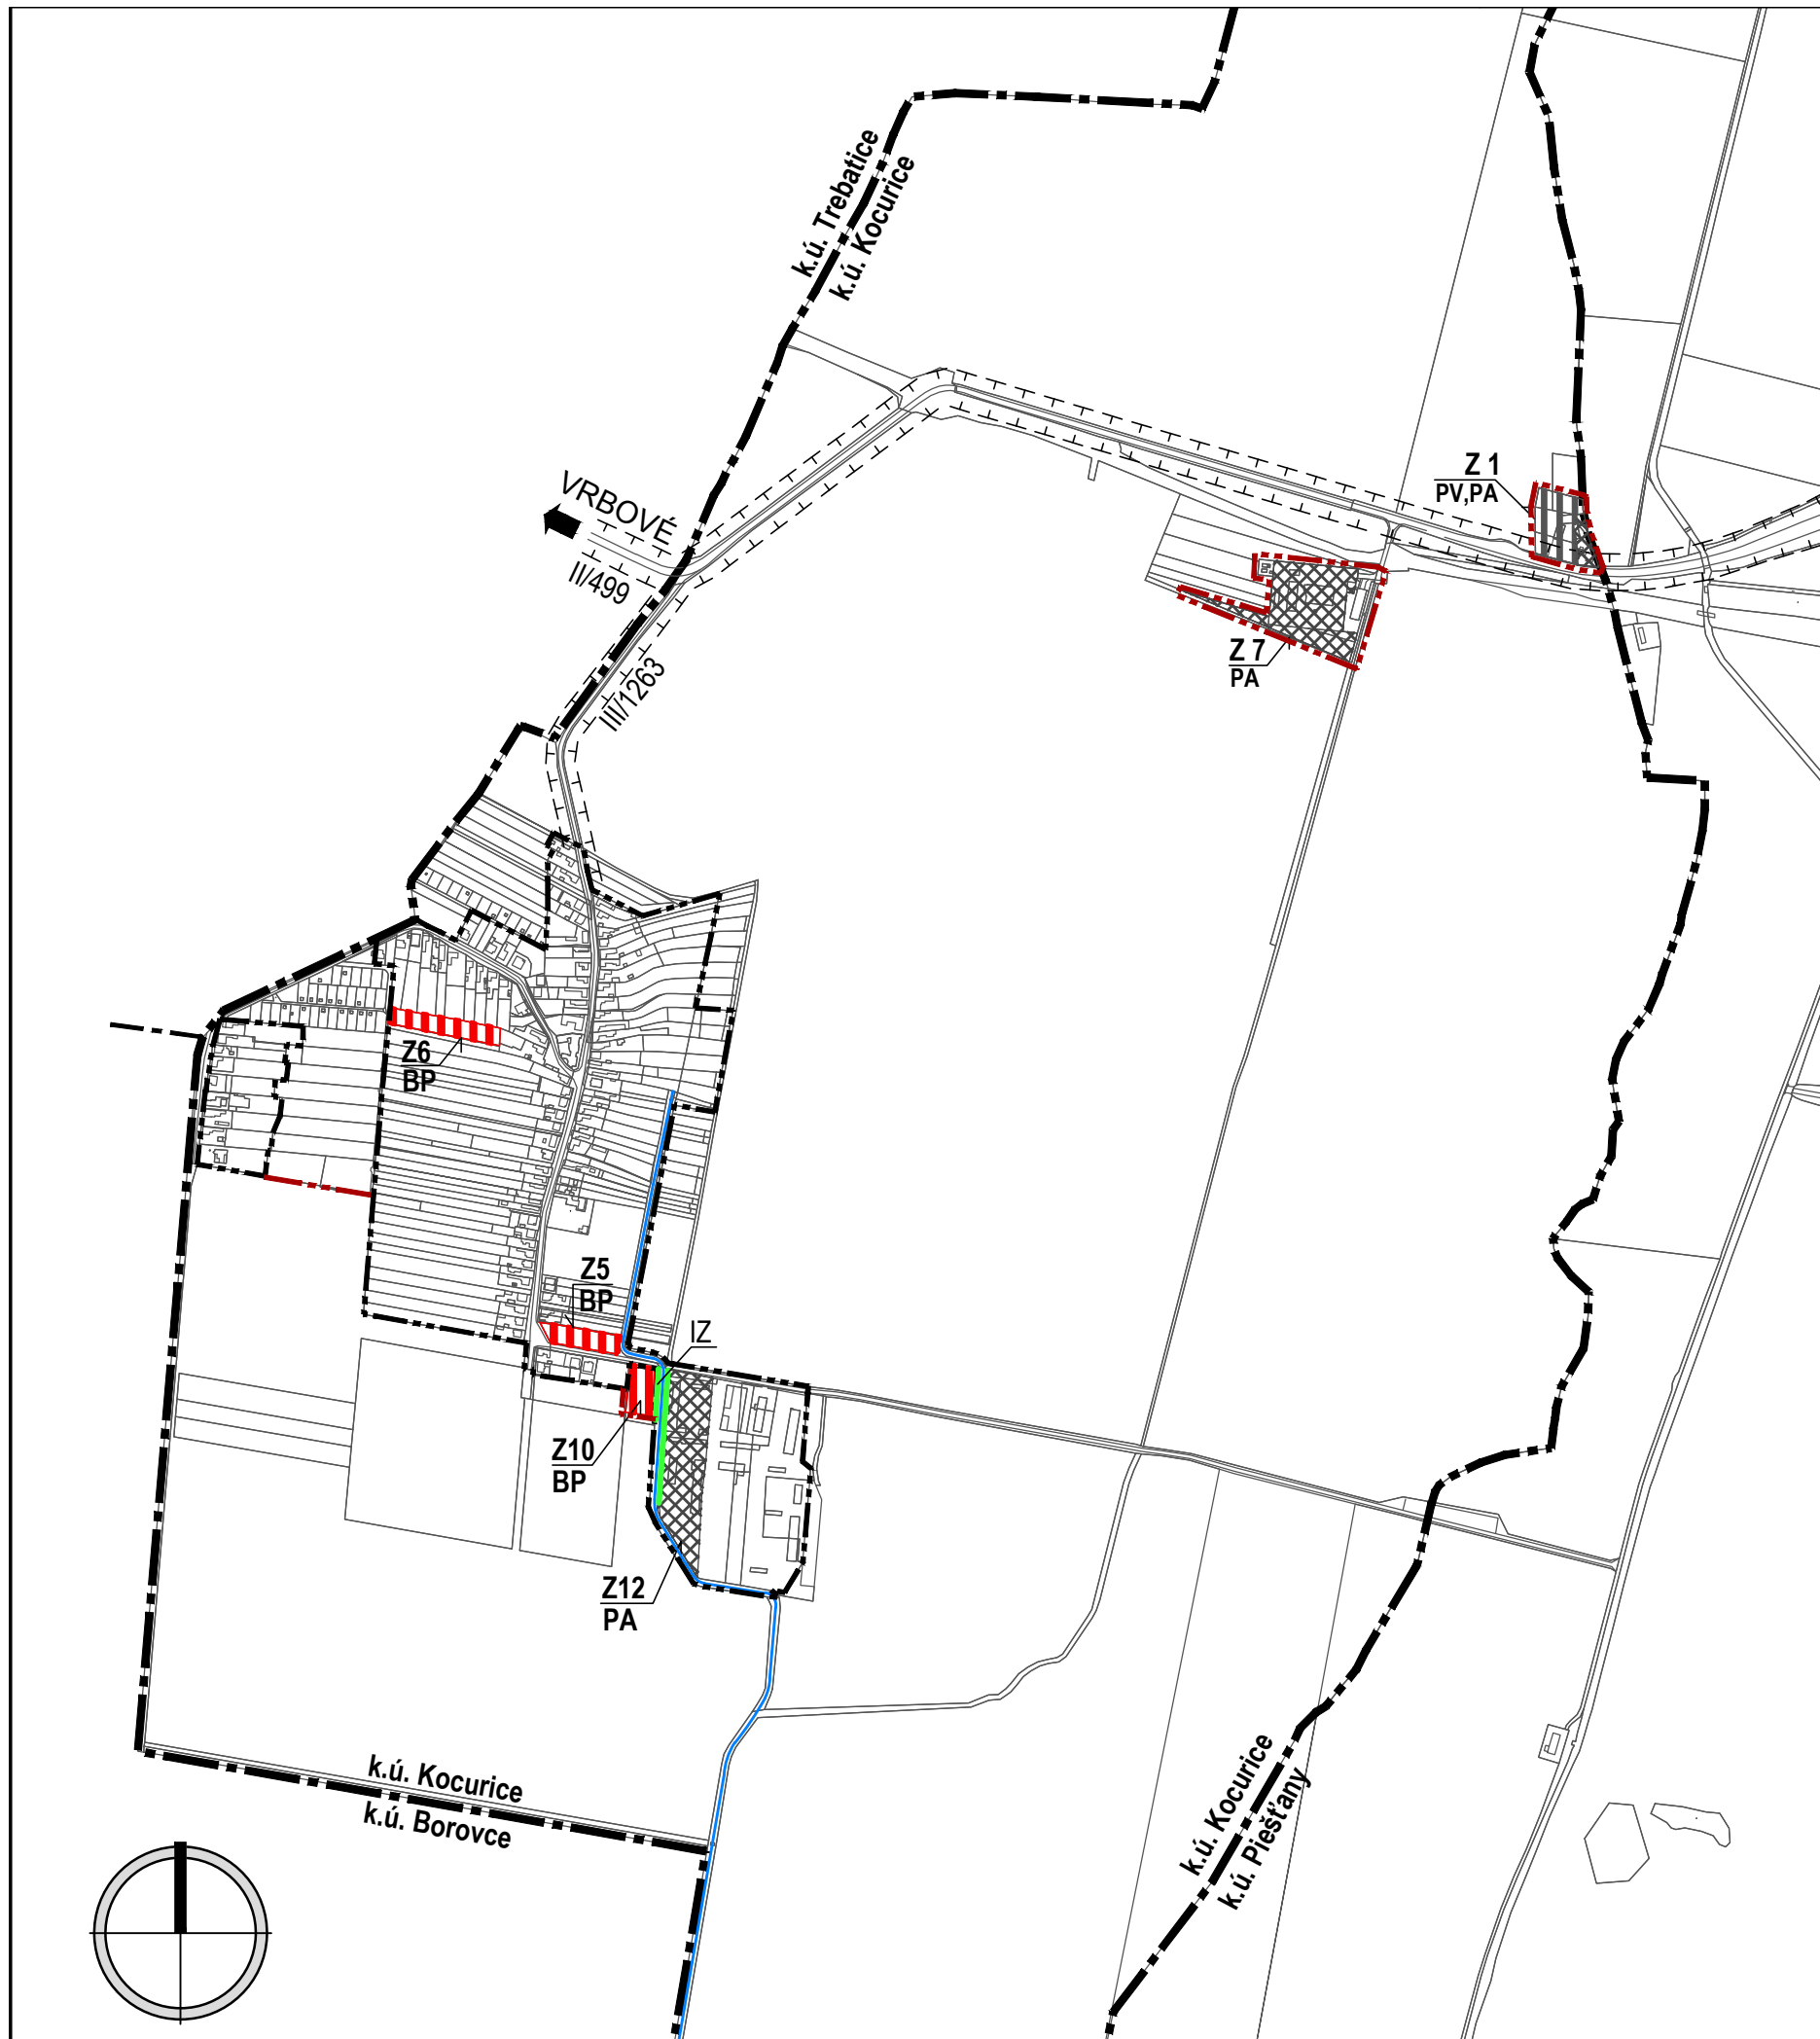 k.ú. Trebatice
k.ú. Kocurice
VRBOVÉ
II/499
III/1263
Z 1
PV,PA
Z 7
PA
Z6
BP
Z5
BP
IZ
Z10
BP
Z12
PA
k.ú. Kocurice
k.ú. Borovce
k.ú. Kocurice
k.ú. Piešťany